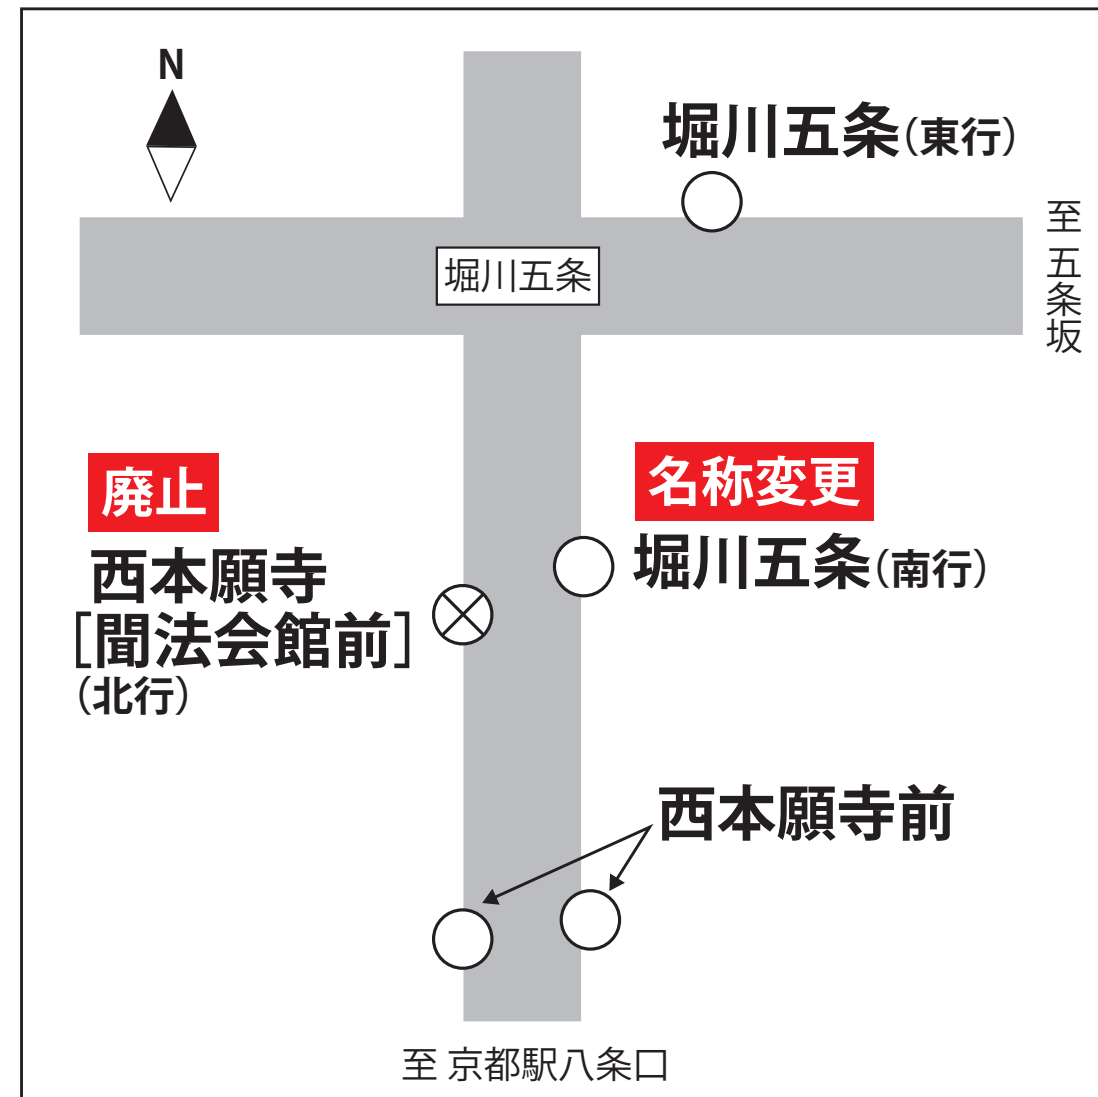 N
堀川五条(東行)
至五条坂
堀川五条
廃止
西本願寺
[聞法会館前]
(北行)
名称変更
堀川五条(南行)
西本願寺前
至 京都駅八条口